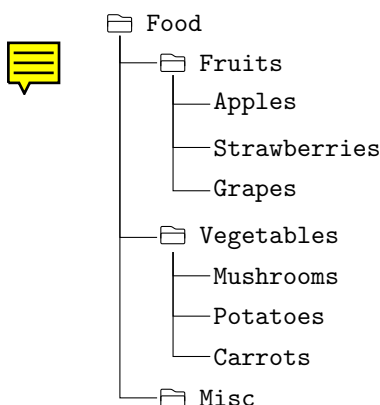 Food
Fruits
Apples
Strawberries
Grapes
Vegetables
Mushrooms
Potatoes
Carrots
Misc